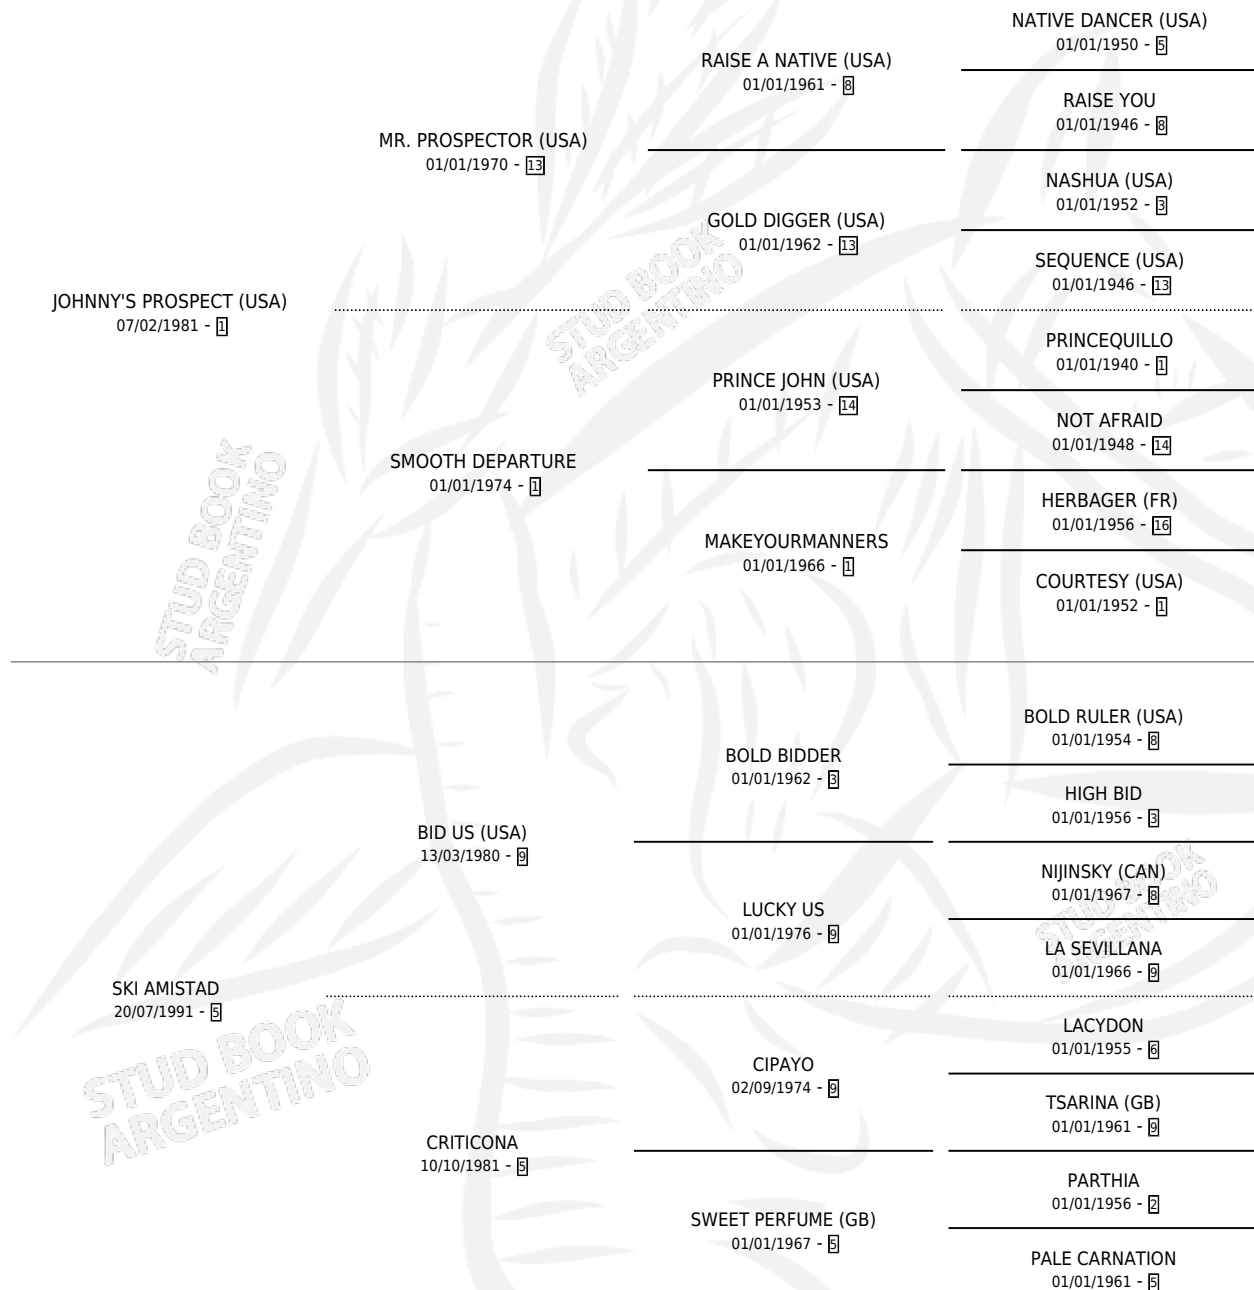 NATIVE DANCER (USA)
01/01/1950 - 5
RAISE A NATIVE (USA)
01/01/1961 - 8
RAISE YOU
01/01/1946 - 8
MR. PROSPECTOR (USA)
01/01/1970 - 13
NASHUA (USA)
01/01/1952 - 3
GOLD DIGGER (USA)
01/01/1962 - 13
SEQUENCE (USA)
01/01/1946 - 13
JOHNNY'S PROSPECT (USA)
07/02/1981 - 1
STUD BOOK
ARGENTINO
PRINCEQUILLO
01/01/1940 - 1
PRINCE JOHN (USA)
01/01/1953 - 14
NOT AFRAID
01/01/1948 - 14
SMOOTH DEPARTURE
01/01/1974 - 1
HERBAGER (FR)
01/01/1956 - 16
MAKEYOURMANNERS
01/01/1966 - 1
COURTESY (USA)
01/01/1952 - 1
STUD BOOK
ARGENTINO
BOLD RULER (USA)
01/01/1954 - 8
BOLD BIDDER
01/01/1962 - 3
HIGH BID
01/01/1956 - 3
BID US (USA)
13/03/1980 - 9
NIJINSKY (CAN)
01/01/1967 - 8
LUCKY US
01/01/1976 - 9
LA SEVILLANA
01/01/1966 - 9
STUD BOOK
ARGENTINO
SKI AMISTAD
20/07/1991 - 5
LACYDON
01/01/1955 - 6
CIPAYO
02/09/1974 - 9
TSARINA (GB)
01/01/1961 - 9
STUD BOOK
ARGENTINO
CRITICONA
10/10/1981 - 5
PARTHIA
01/01/1956 - 2
SWEET PERFUME (GB)
01/01/1967 - 5
PALE CARNATION
01/01/1961 - 5